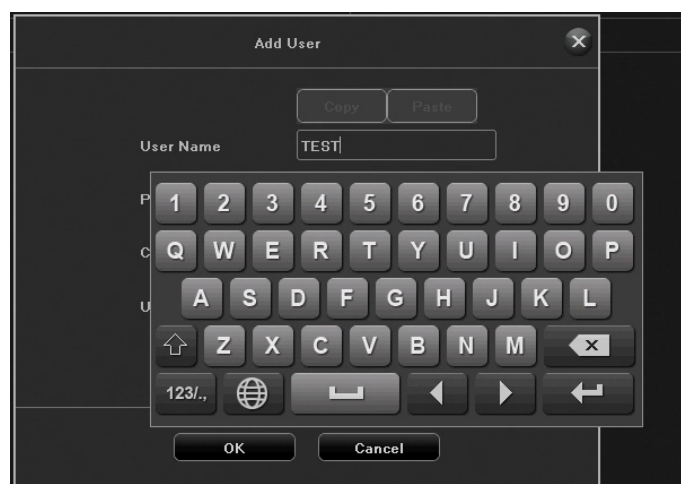 Add User
Copy Paste
User Name TEST
P
1 2 3 4 5 6 7 8 9 0
C
Q W E R T Y U I O P
U
A S D F G H J K L
Z X C V B N M
123/.,
OK Cancel